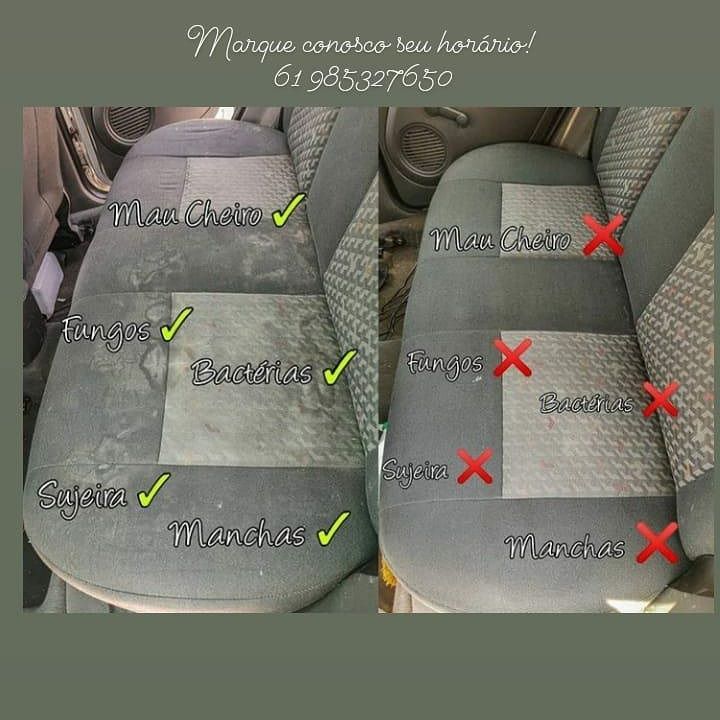 Marque conosco seu horário!
61 985327650
Mau Cheiro
Fungos
Bactérias
Sujeira
Manchas
Mau Cheiro
Fungos
Bactérias
Sujeira
Manchas